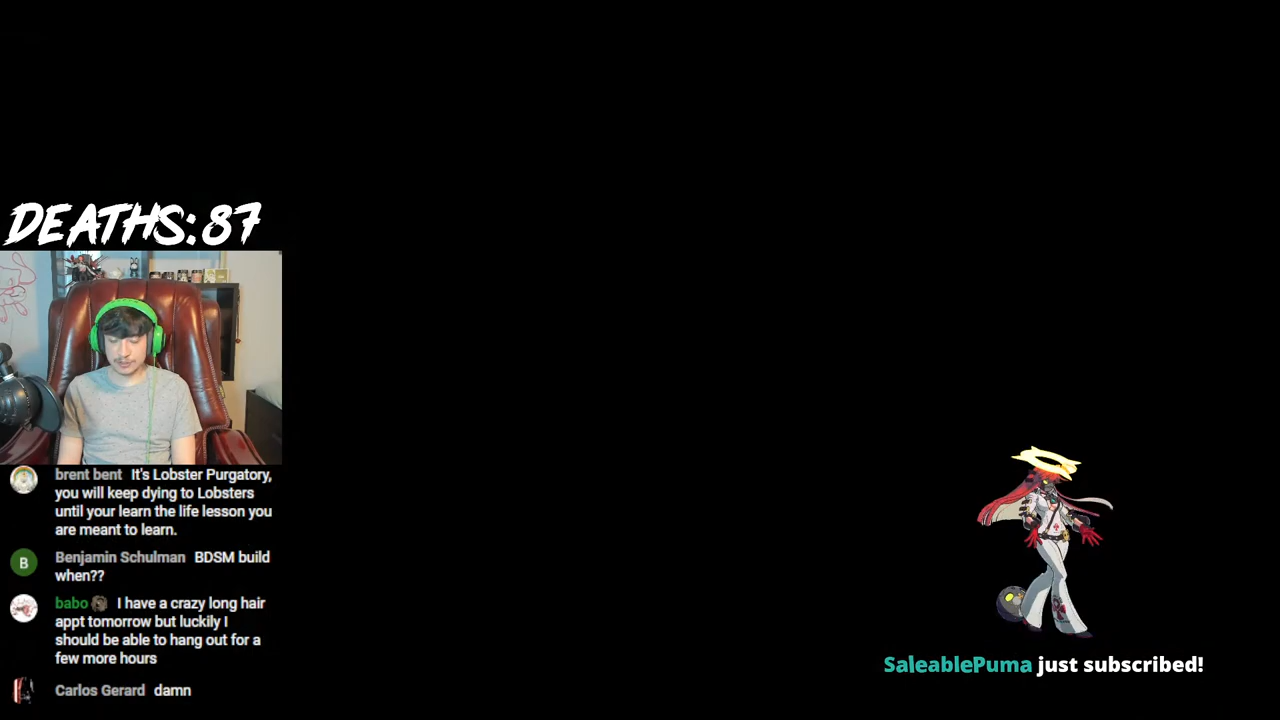 DEATHS:87
brent bent It's Lobster Purgatory,
you will keep dying to Lobsters
until your learn the life lesson you
are meant to learn.
B Benjamin Schulman BDSM build
when??
babo I have a crazy long hair
appt tomorrow but luckily I
should be able to hang out for a
few more hours
Carlos Gerard damn
SaleablePuma just subscribed!